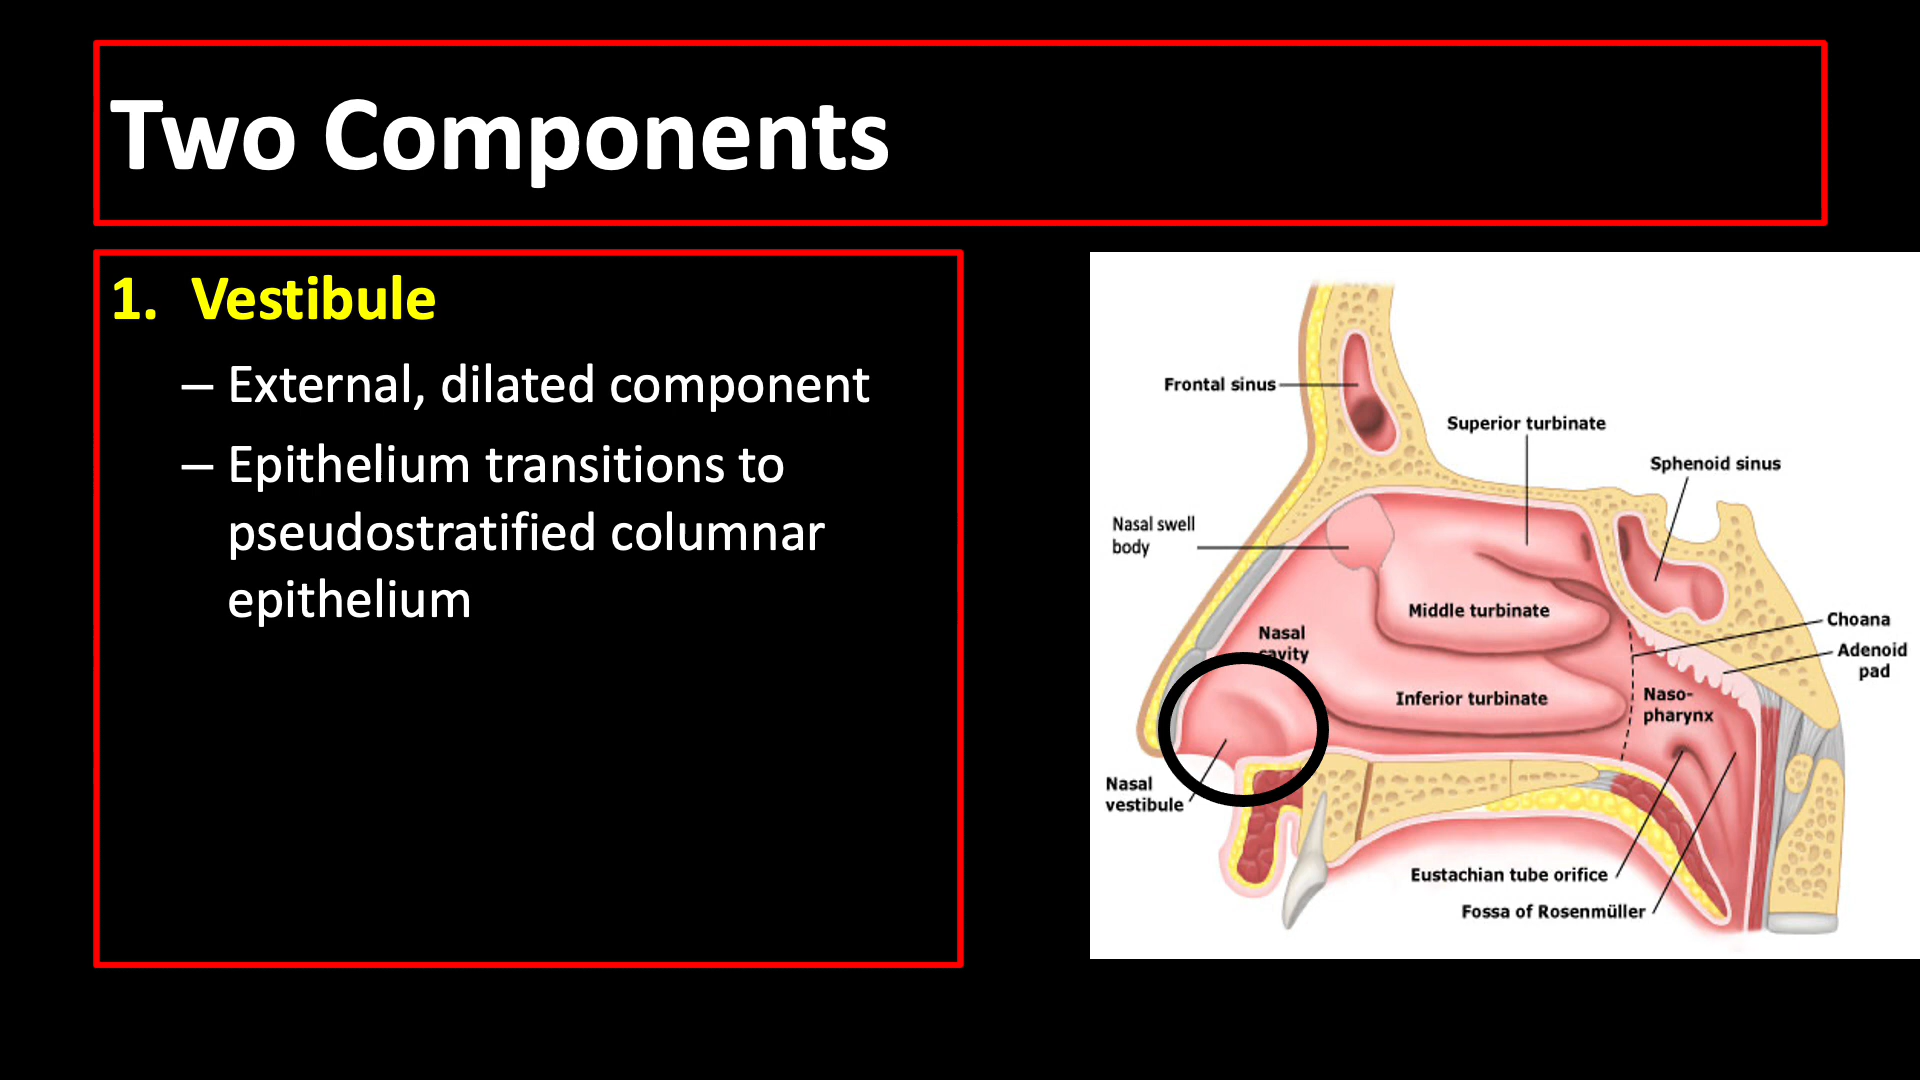 Two Components
1. Vestibule
– External, dilated component
– Epithelium transitions to
pseudostratified columnar
epithelium
Frontal sinus
Superior turbinate
Sphenoid sinus
Nasal swell
body
Middle turbinate
Choana
Nasal
cavity
Adenoid
pad
Inferior turbinate
Naso-
pharynx
Nasal
vestibule
Eustachian tube orifice
Fossa of Rosenmüller